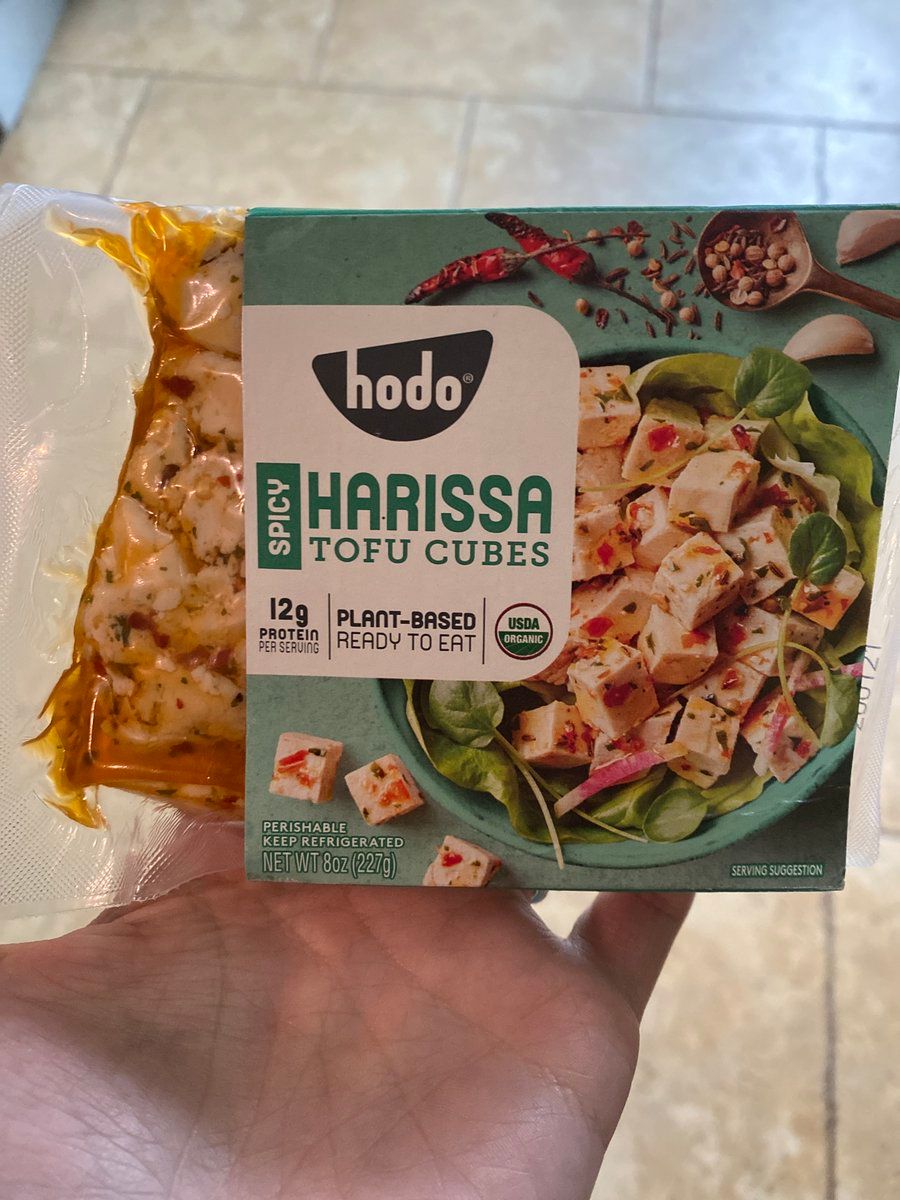 hodo®
SPICY
HARISSA
TOFU CUBES
12g
PROTEIN
PER SERVING
PLANT-BASED
READY TO EAT
USDA
ORGANIC
PERISHABLE
KEEP REFRIGERATED
NET WT 8oz (227g)
SERVING SUGGESTION